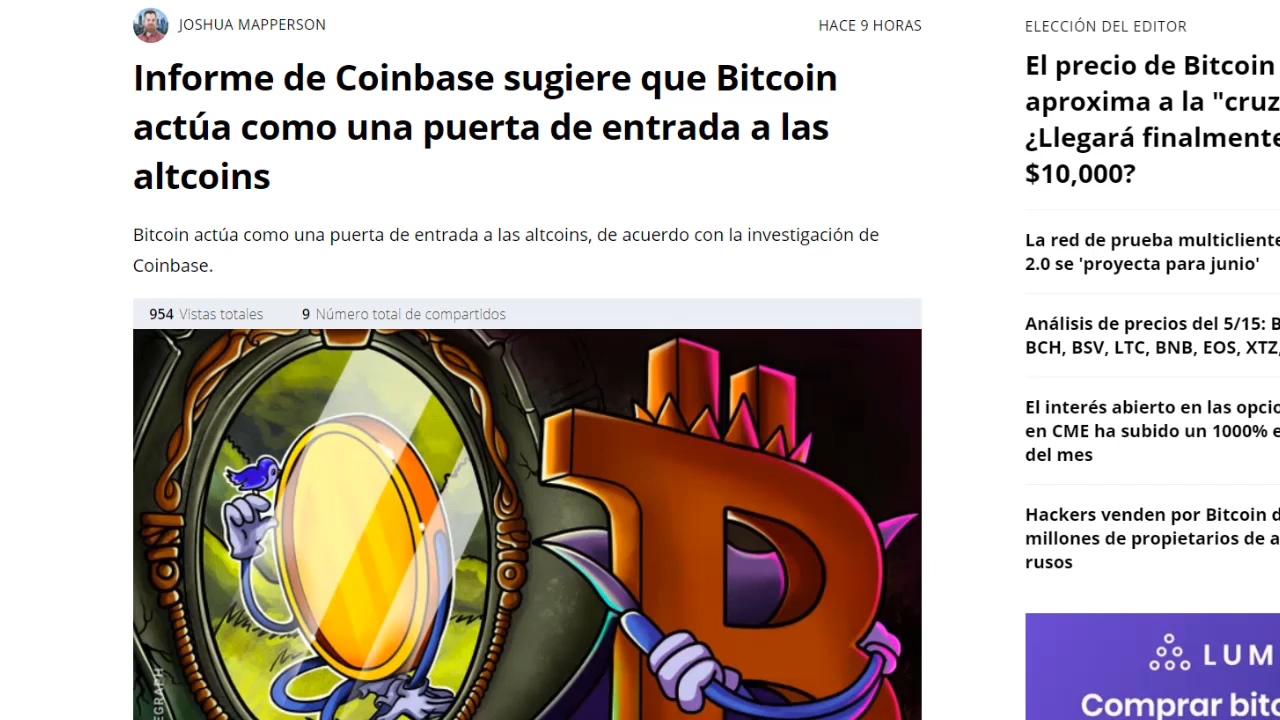 JOSHUA MAPPERSON
HACE 9 HORAS
Informe de Coinbase sugiere que Bitcoin
actúa como una puerta de entrada a las
altcoins
Bitcoin actúa como una puerta de entrada a las altcoins, de acuerdo con la investigación de
Coinbase.
954 Vistas totales 9 Número total de compartidos
ELECCIÓN DEL EDITOR
El precio de Bitcoin
aproxima a la "cruz
¿Llegará finalmente
$10,000?
La red de prueba multicliente
2.0 se 'proyecta para junio'
Análisis de precios del 5/15: B
BCH, BSV, LTC, BNB, EOS, XTZ,
El interés abierto en las opcio
en CME ha subido un 1000% e
del mes
Hackers venden por Bitcoin d
millones de propietarios de a
rusos
LUM
Comprar bitc